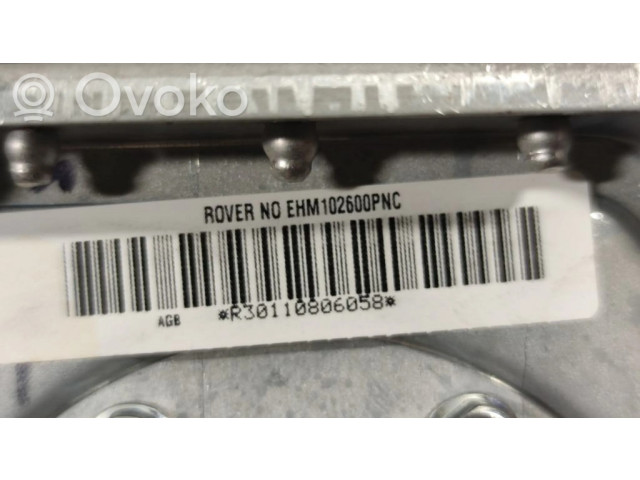 Ovoko
ROVER NO EHM102600PNC
AGB *R30110806058*